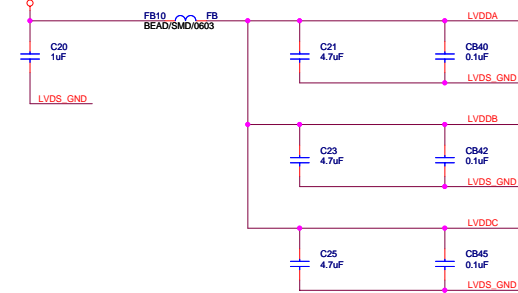 FB10 FB
BEAD/SMD/0603
LVDDA
C20
1uF
C21
4.7uF
CB40
0.1uF
LVDS_GND
LVDS_GND
LVDDB
C23
4.7uF
CB42
0.1uF
LVDS_GND
LVDDC
C25
4.7uF
CB45
0.1uF
LVDS_GND